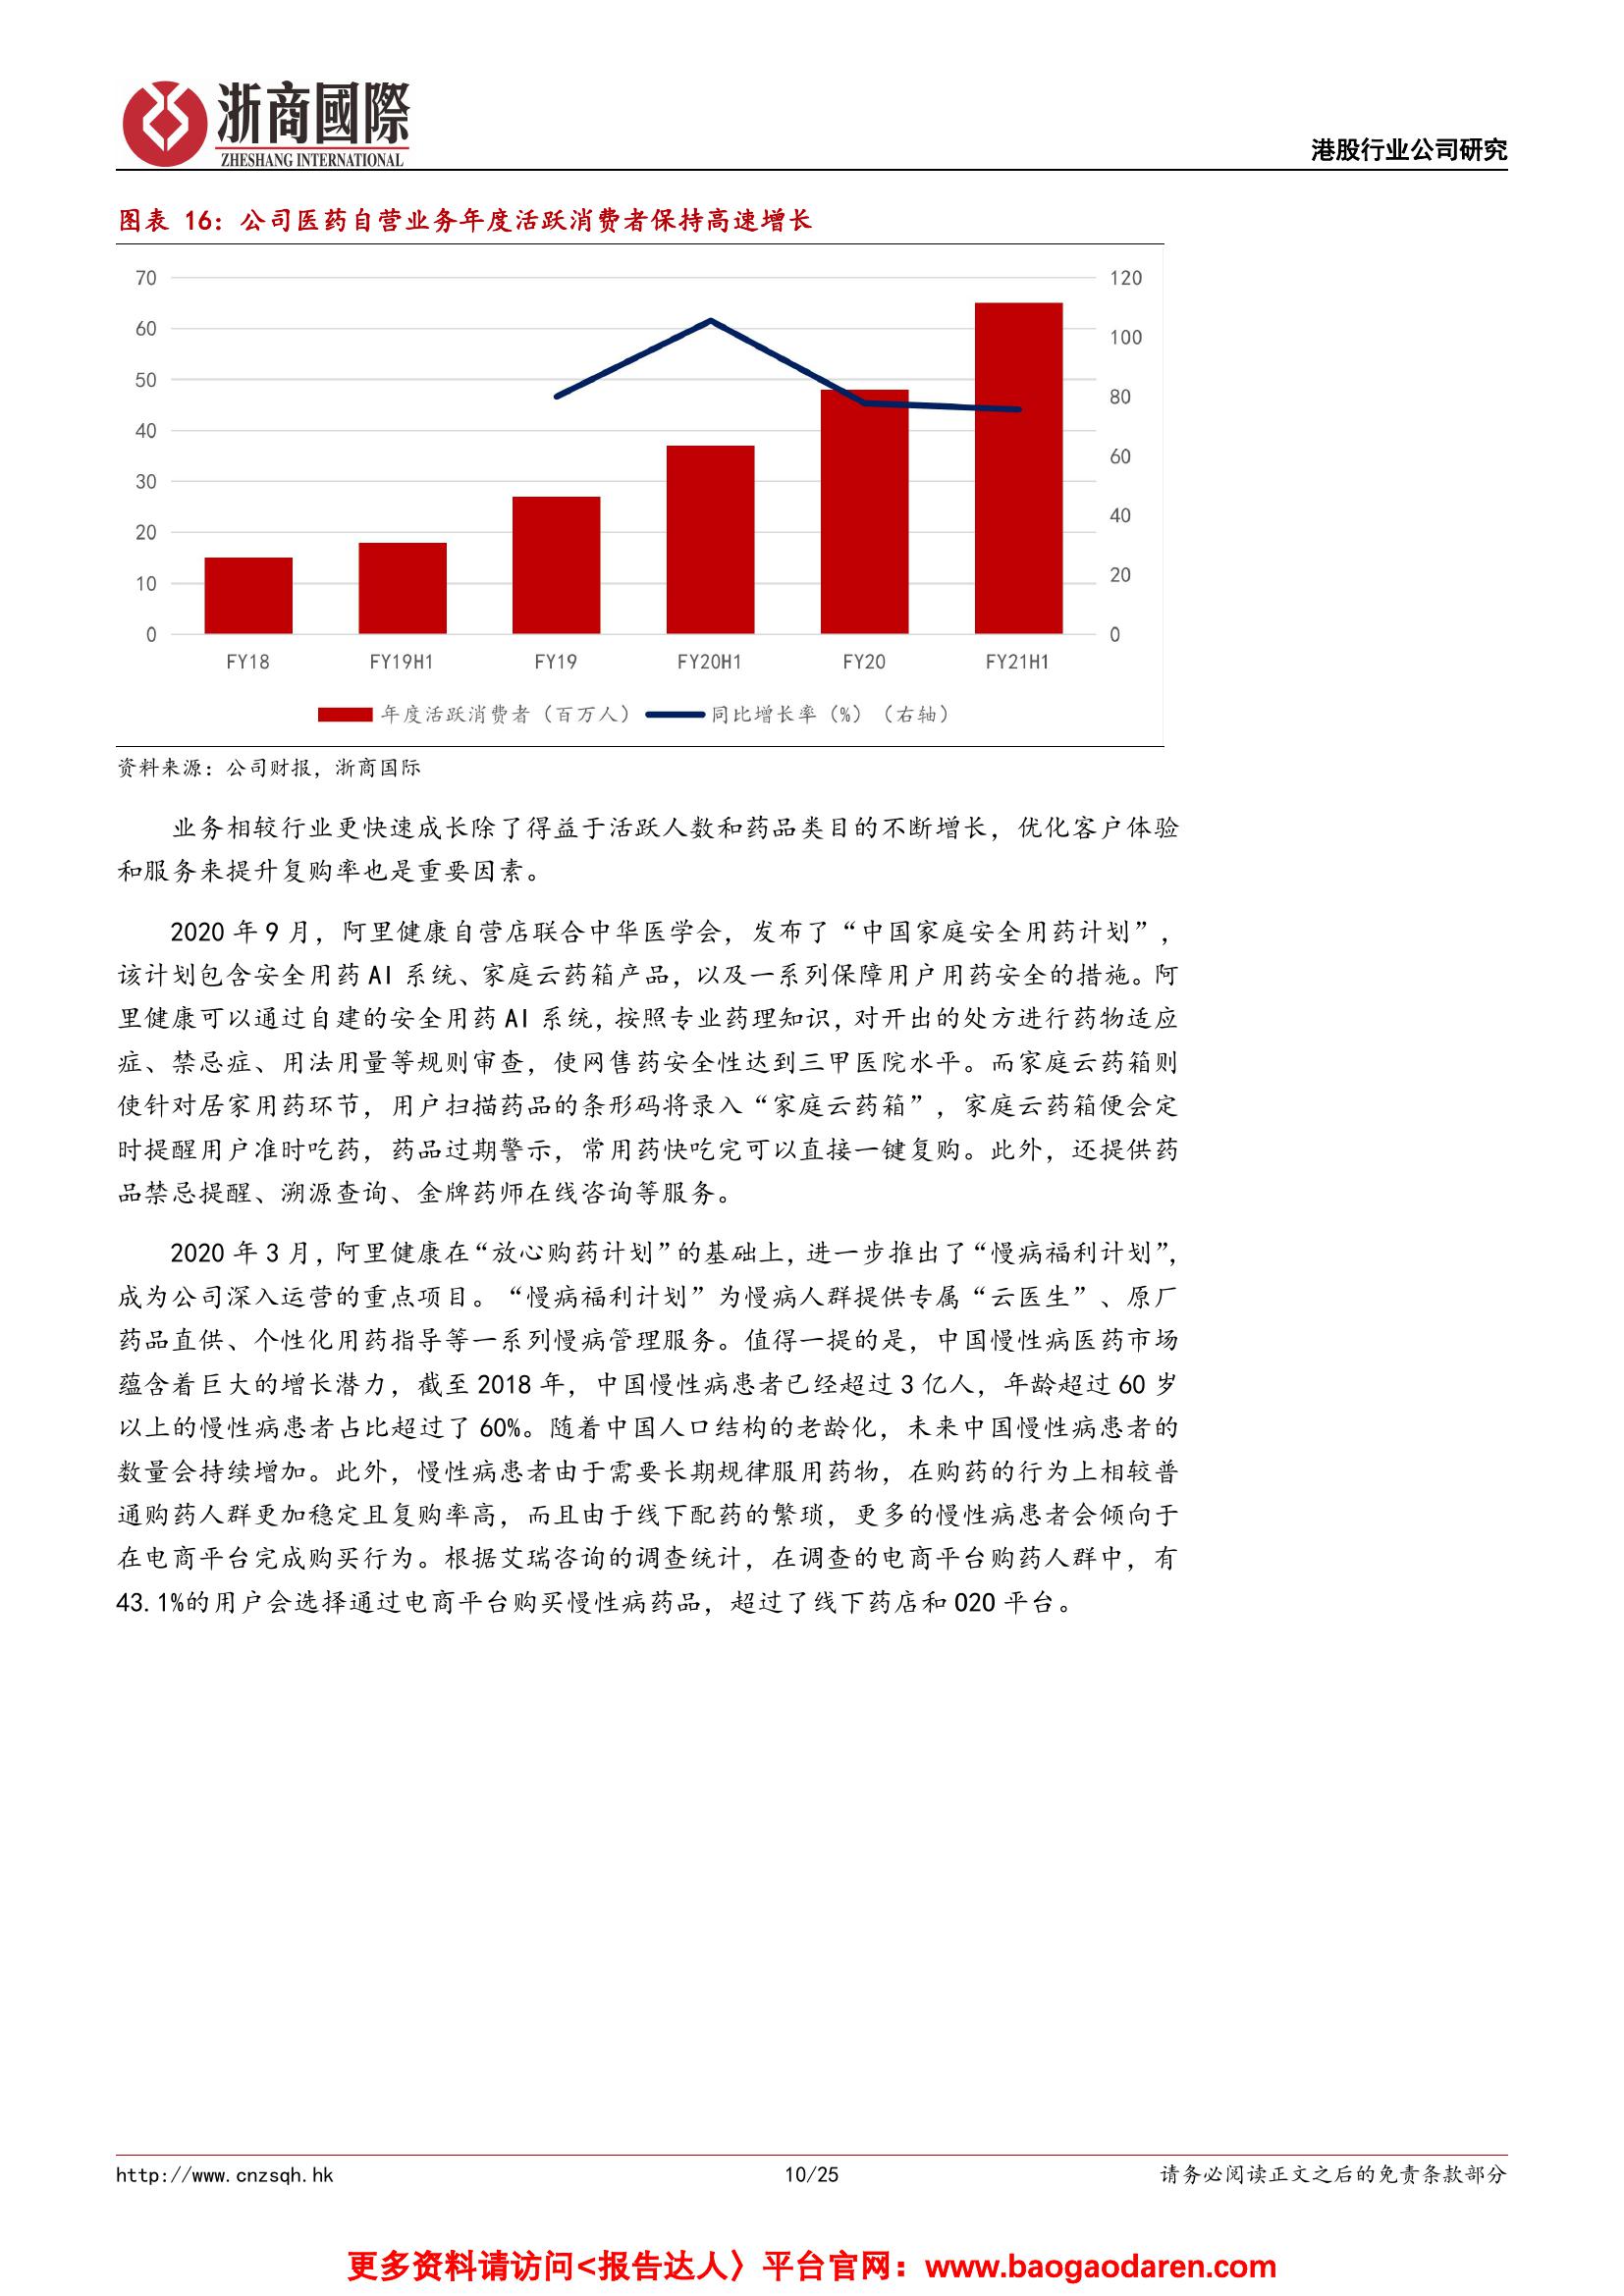 浙商國際
ZHESHANG INTERNATIONAL
港股行业公司研究
图表 16：公司医药自营业务年度活跃消费者保持高速增长
70 120
60 100
50 80
40 60
30 40
20 20
10
0 0
FY18 FY19H1 FY19 FY20H1 FY20 FY21H1
年度活跃消费者（百万人） 同比增长率（%）（右轴）
资料来源：公司财报，浙商国际
业务相较行业更快速成长除了得益于活跃人数和药品类目的不断增长，优化客户体验
和服务来提升复购率也是重要因素。
2020 年 9 月，阿里健康自营店联合中华医学会，发布了“中国家庭安全用药计划”，
该计划包含安全用药 AI 系统、家庭云药箱产品，以及一系列保障用户用药安全的措施。阿
里健康可以通过自建的安全用药 AI 系统，按照专业药理知识，对开出的处方进行药物适应
症、禁忌症、用法用量等规则审查，使网售药安全性达到三甲医院水平。而家庭云药箱则
使针对居家用药环节，用户扫描药品的条形码将录入“家庭云药箱”，家庭云药箱便会定
时提醒用户准时吃药，药品过期警示，常用药快吃完可以直接一键复购。此外，还提供药
品禁忌提醒、溯源查询、金牌药师在线咨询等服务。
2020 年 3 月，阿里健康在“放心购药计划”的基础上，进一步推出了“慢病福利计划”，
成为公司深入运营的重点项目。“慢病福利计划”为慢病人群提供专属“云医生”、原厂
药品直供、个性化用药指导等一系列慢病管理服务。值得一提的是，中国慢性病医药市场
蕴含着巨大的增长潜力，截至 2018 年，中国慢性病患者已经超过 3 亿人，年龄超过 60 岁
以上的慢性病患者占比超过了 60%。随着中国人口结构的老龄化，未来中国慢性病患者的
数量会持续增加。此外，慢性病患者由于需要长期规律服用药物，在购药的行为上相较普
通购药人群更加稳定且复购率高，而且由于线下配药的繁琐，更多的慢性病患者会倾向于
在电商平台完成购买行为。根据艾瑞咨询的调查统计，在调查的电商平台购药人群中，有
43.1%的用户会选择通过电商平台购买慢性病药品，超过了线下药店和 O2O 平台。
http://www.cnzsqh.hk 10/25 请务必阅读正文之后的免责条款部分
更多资料请访问<报告达人〉平台官网：www.baogaodaren.com